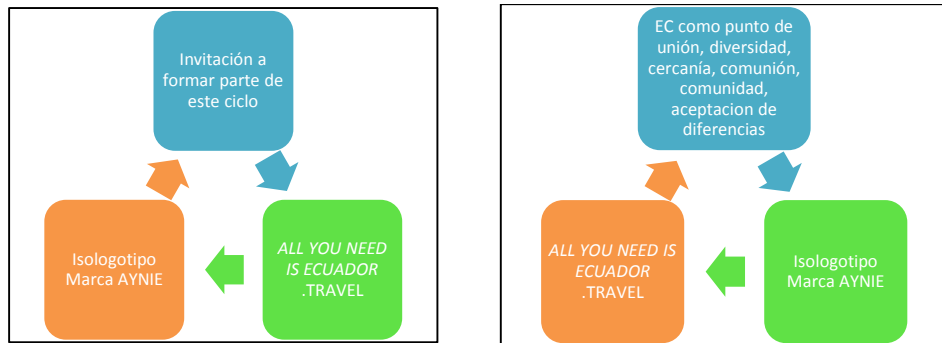 Invitación a
formar parte de
este ciclo
Isologotipo
Marca AYNIE
ALL YOU NEED
IS ECUADOR
.TRAVEL
EC como punto de
unión, diversidad,
cercanía, comunión,
comunidad,
aceptacion de
diferencias
ALL YOU NEED IS
ECUADOR
.TRAVEL
Isologotipo
Marca AYNIE